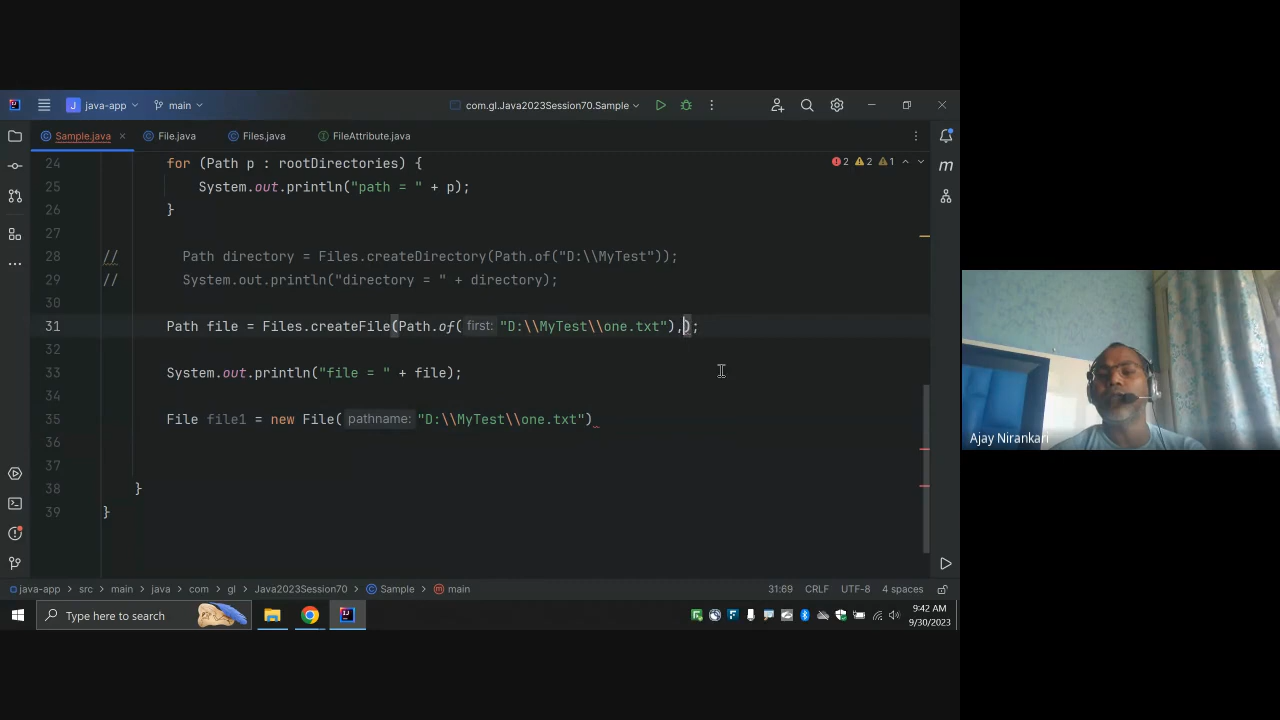 java-app
main
com.gl.Java2023Session70.Sample
Sample.java
File.java
Files.java
FileAttribute.java
2 2 1
24 for (Path p : rootDirectories) {
25 System.out.println("path = " + p);
26 }
27
28 // Path directory = Files.createDirectory(Path.of("D:\\MyTest"));
29 // System.out.println("directory = " + directory);
30
31 Path file = Files.createFile(Path.of( first: "D:\\MyTest\\one.txt"),);
32
33 System.out.println("file = " + file);
34
35 File file1 = new File( pathname: "D:\\MyTest\\one.txt")
36
37
38 }
39 }
Ajay Nirankari
java-app > src > main > java > com > gl > Java2023Session70 > Sample > main
31:69 CRLF UTF-8 4 spaces
Type here to search
9:42 AM
9/30/2023